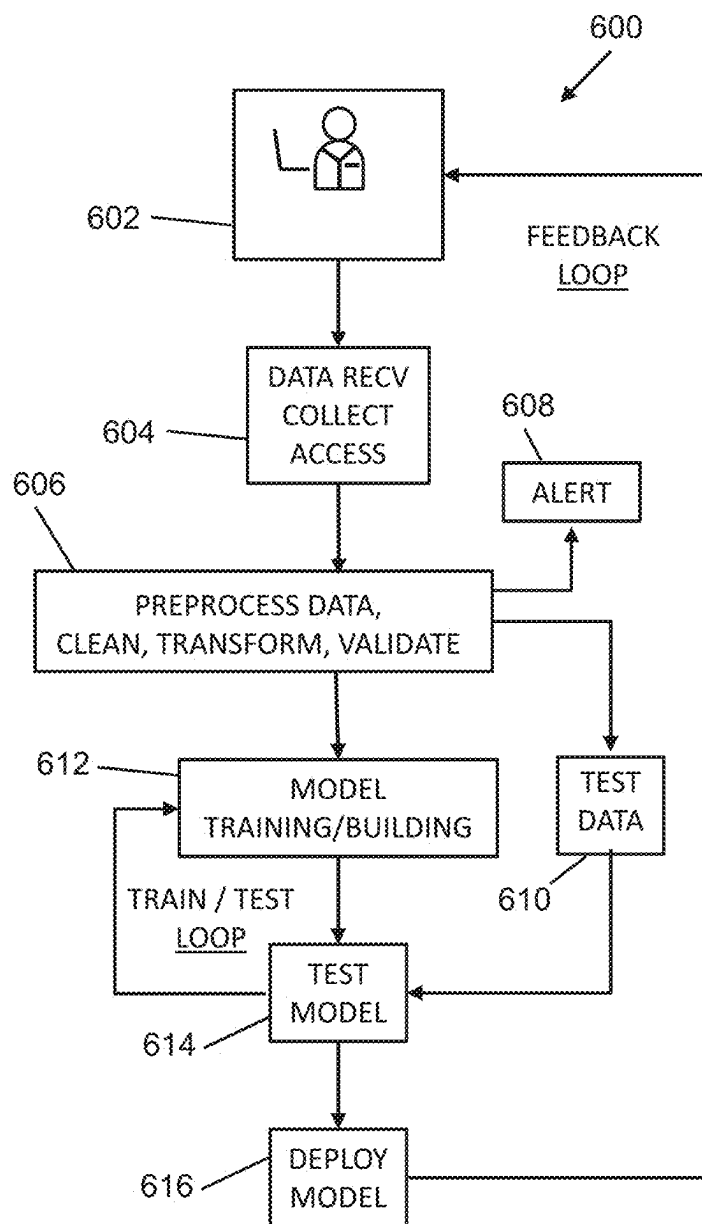 600
602
FEEDBACK
LOOP
DATA RECV
COLLECT
ACCESS
604
608
ALERT
606
PREPROCESS DATA,
CLEAN, TRANSFORM, VALIDATE
612
MODEL
TRAINING/BUILDING
TEST
DATA
610
TRAIN / TEST
LOOP
TEST
MODEL
614
DEPLOY
MODEL
616